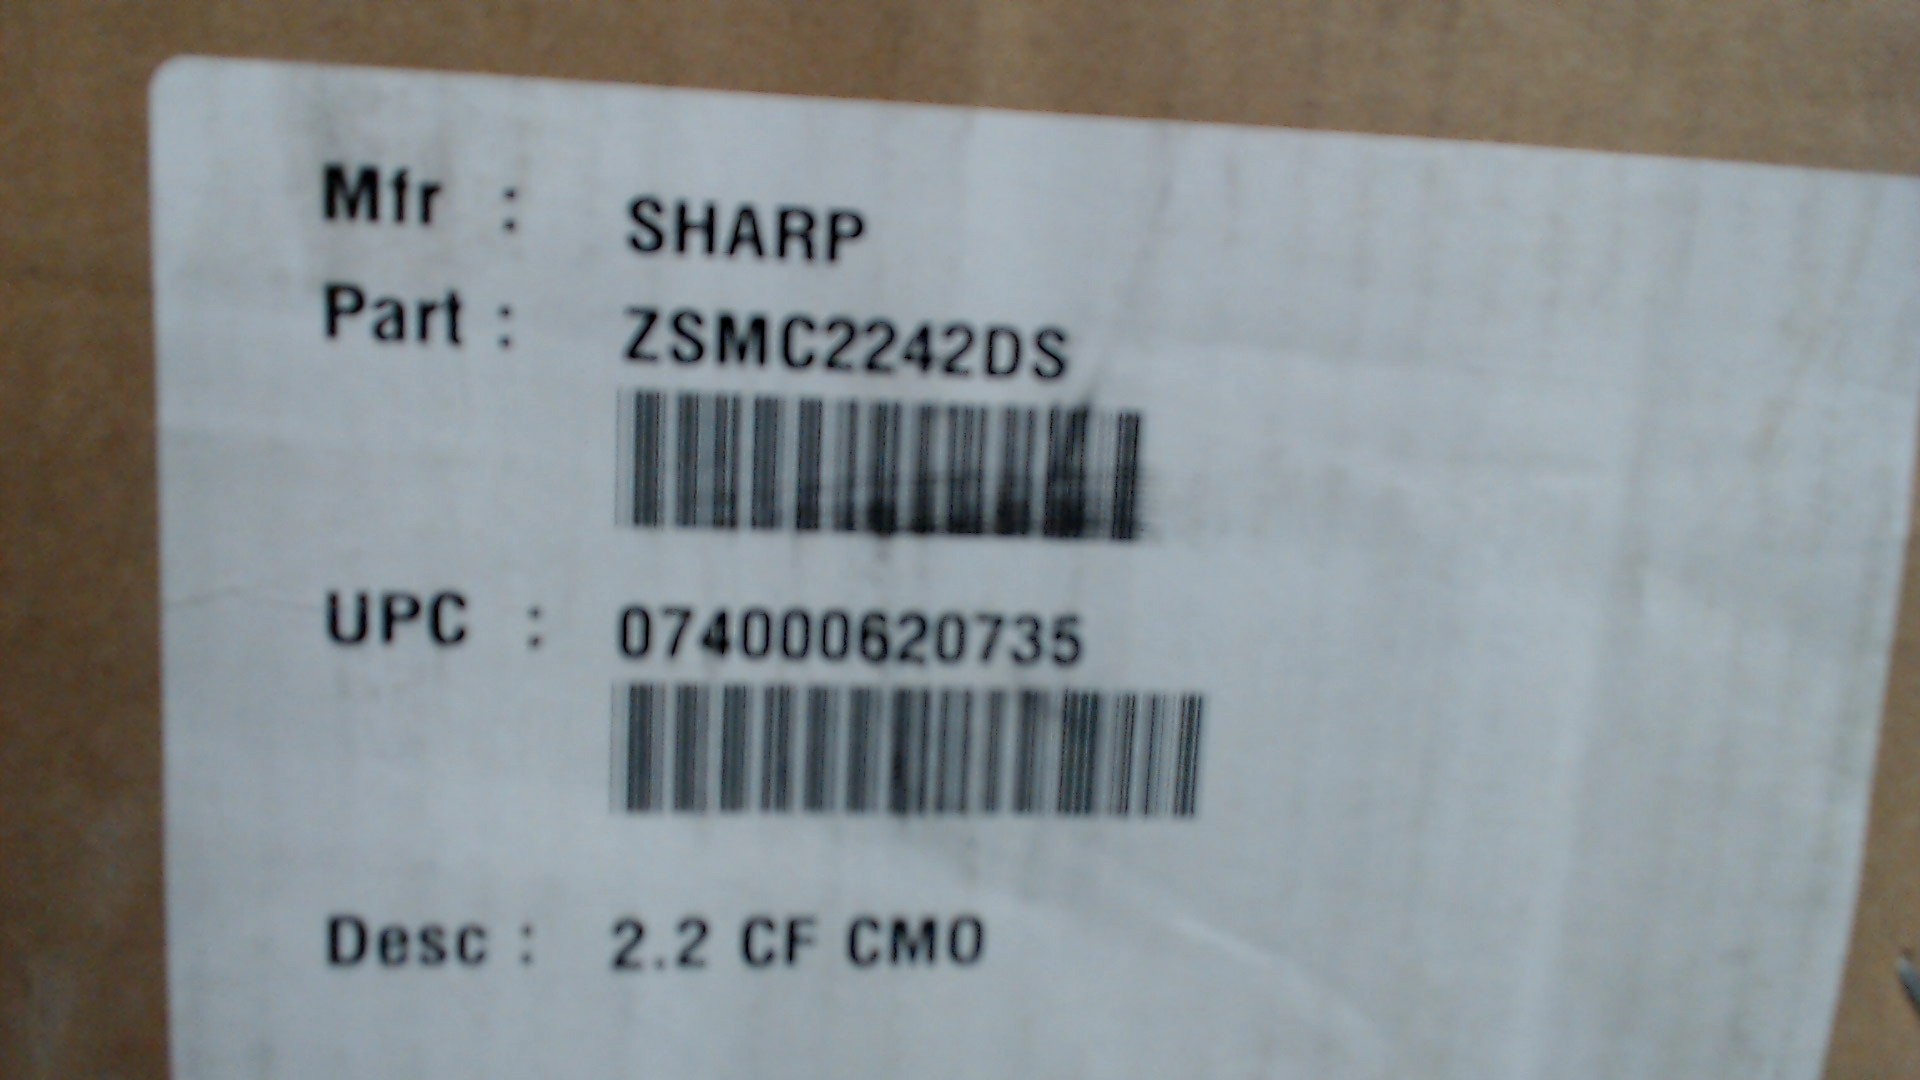 Mfr : SHARP
Part : ZSMC2242DS
UPC : 074000620735
Desc : 2.2 CF CMO